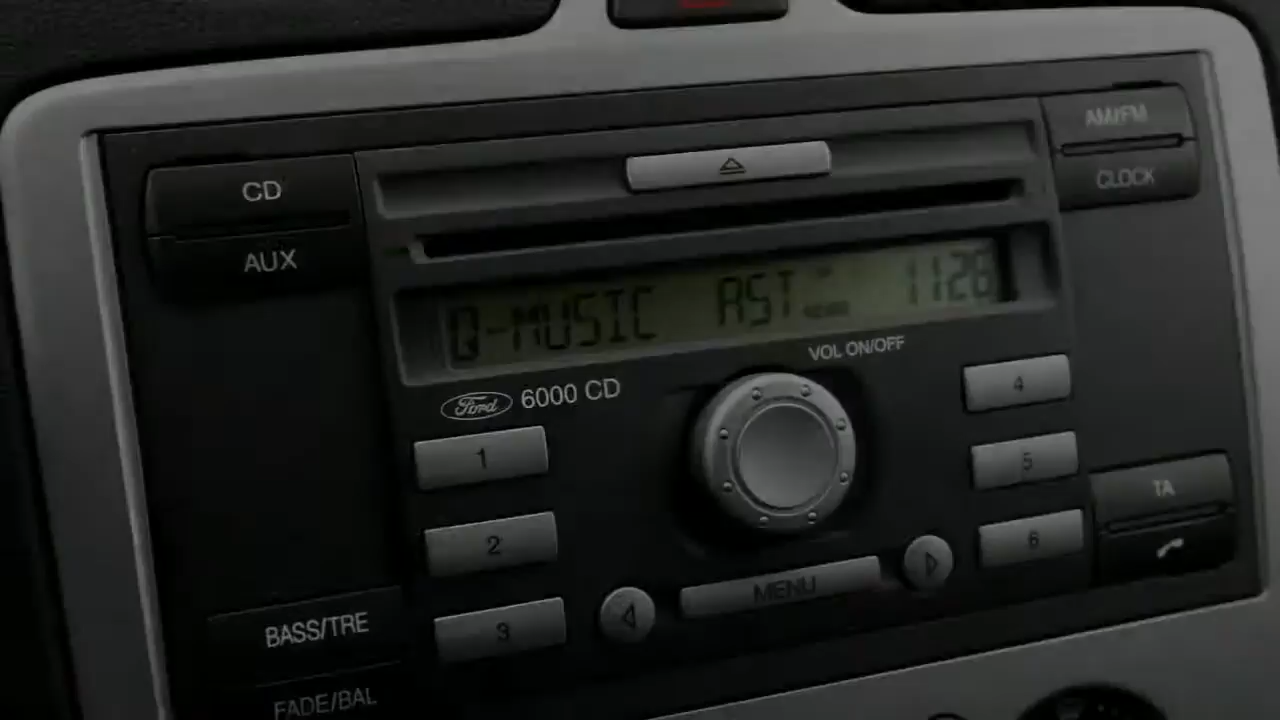 AM/FM
CD
CLOCK
AUX
Q-MUSIC AST 1126
VOL ON/OFF
Ford 6000 CD
1
4
2
5
TA
3
6
MENU
BASS/TRE
FADE/BAL